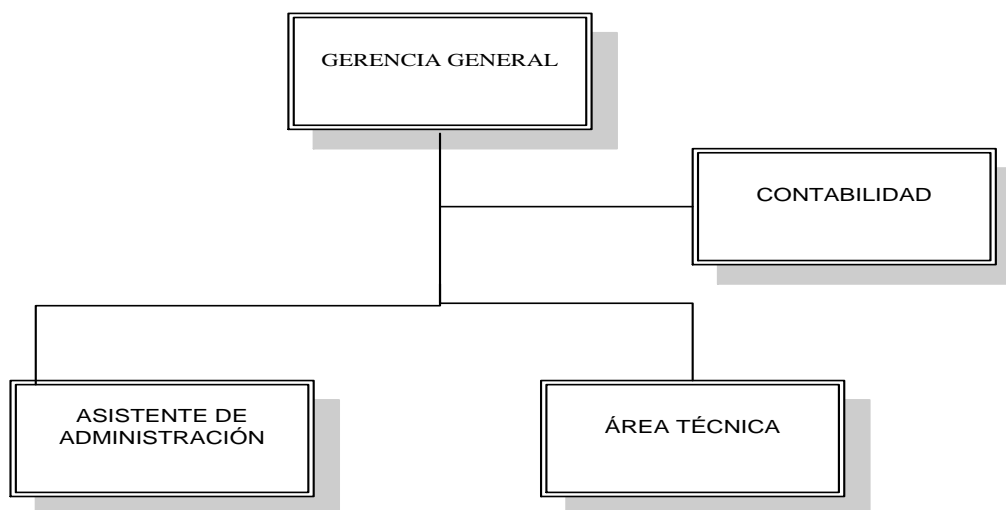 GERENCIA GENERAL
CONTABILIDAD
ASISTENTE DE
ADMINISTRACIÓN
ÁREA TÉCNICA